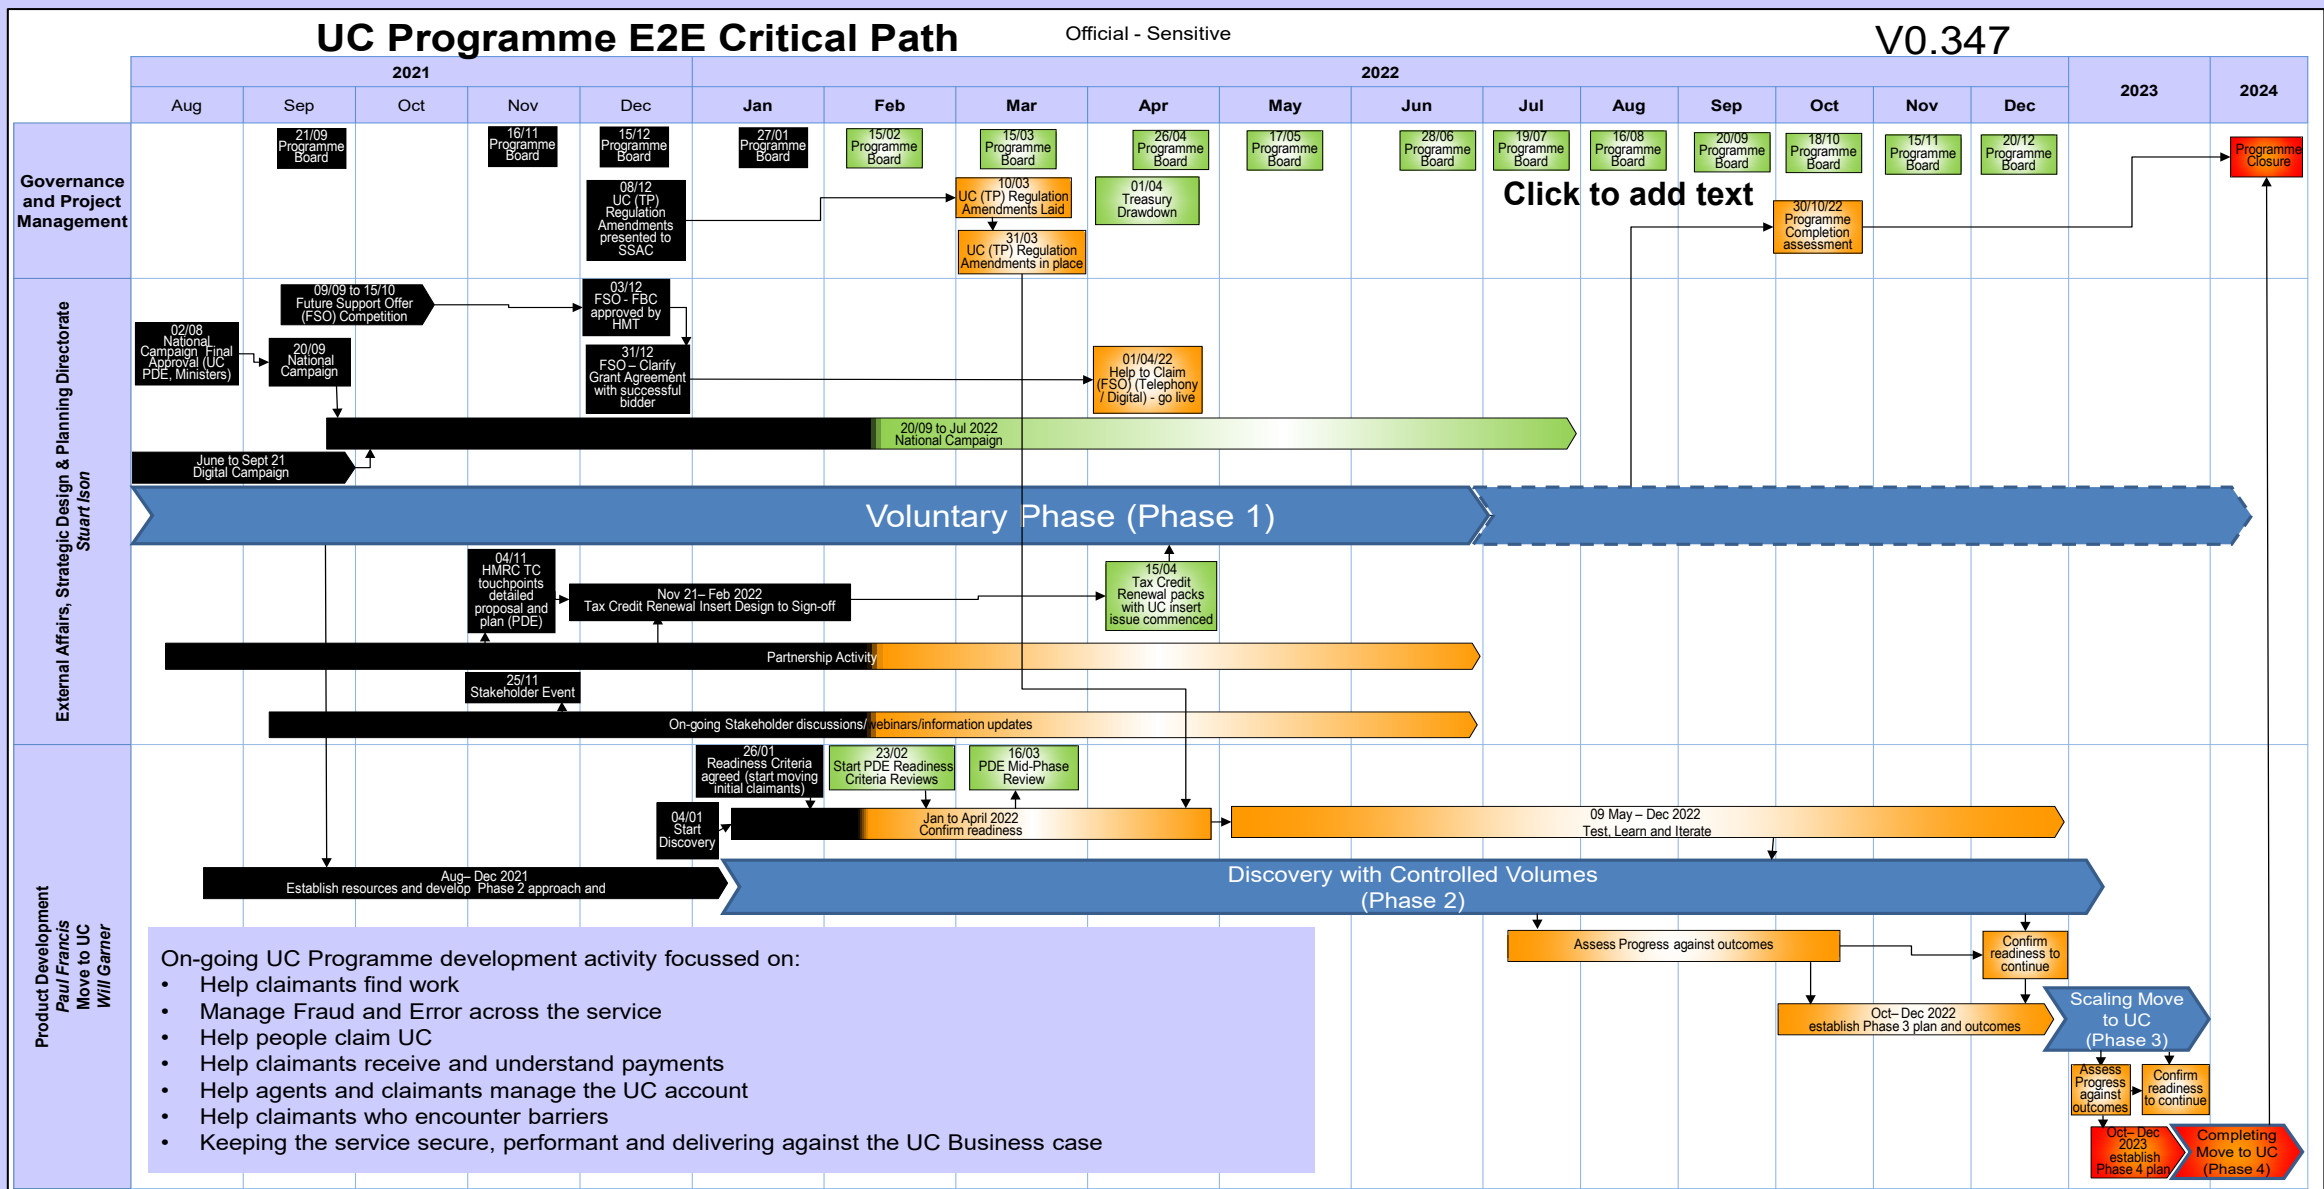 UC Programme E2E Critical Path
Official - Sensitive
V0.347
2021
2022
2023
2024
Aug
Sep
Oct
Nov
Dec
Jan
Feb
Mar
Apr
May
Jun
Jul
Aug
Sep
Oct
Nov
Dec
Governance
and Project
Management
21/09
Programme
Board
16/11
Programme
Board
15/12
Programme
Board
27/01
Programme
Board
15/02
Programme
Board
15/03
Programme
Board
26/04
Programme
Board
17/05
Programme
Board
28/06
Programme
Board
19/07
Programme
Board
16/08
Programme
Board
20/09
Programme
Board
18/10
Programme
Board
15/11
Programme
Board
20/12
Programme
Board
Programme
Closure
08/12
UC (TP)
Regulation
Amendments
presented to
SSAC
10/03
UC (TP) Regulation
Amendments Laid
31/03
UC (TP) Regulation
Amendments in place
01/04
Treasury
Drawdown
Click to add text
30/10/22
Programme
Completion
assessment
External Affairs, Strategic Design & Planning Directorate
Stuart Ison
09/09 to 15/10
Future Support Offer
(FSO) Competition
03/12
FSO - FBC
approved by
HMT
02/08
National
Campaign Final
Approval (UC
PDE, Ministers)
20/09
National
Campaign
31/12
FSO – Clarify
Grant Agreement
with successful
bidder
01/04/22
Help to Claim
(FSO) (Telephony
/ Digital) - go live
20/09 to Jul 2022
National Campaign
June to Sept 21
Digital Campaign
Voluntary Phase (Phase 1)
04/11
HMRC TC
touchpoints
detailed
proposal and
plan (PDE)
Nov 21– Feb 2022
Tax Credit Renewal Insert Design to Sign-off
15/04
Tax Credit
Renewal packs
with UC insert
issue commenced
Partnership Activity
25/11
Stakeholder Event
On-going Stakeholder discussions/webinars/information updates
Product Development
Paul Francis
Move to UC
Will Garner
26/01
Readiness Criteria
agreed (start moving
initial claimants)
23/02
Start PDE Readiness
Criteria Reviews
16/03
PDE Mid-Phase
Review
04/01
Start
Discovery
Jan to April 2022
Confirm readiness
09 May – Dec 2022
Test, Learn and Iterate
Aug– Dec 2021
Establish resources and develop Phase 2 approach and
Discovery with Controlled Volumes
(Phase 2)
Assess Progress against outcomes
Confirm
readiness to
continue
Oct– Dec 2022
establish Phase 3 plan and outcomes
Scaling Move
to UC
(Phase 3)
Assess
Progress
against
outcomes
Confirm
readiness
to continue
Oct– Dec
2023
establish
Phase 4 plan
Completing
Move to UC
(Phase 4)
On-going UC Programme development activity focussed on:
• Help claimants find work
• Manage Fraud and Error across the service
• Help people claim UC
• Help claimants receive and understand payments
• Help agents and claimants manage the UC account
• Help claimants who encounter barriers
• Keeping the service secure, performant and delivering against the UC Business case